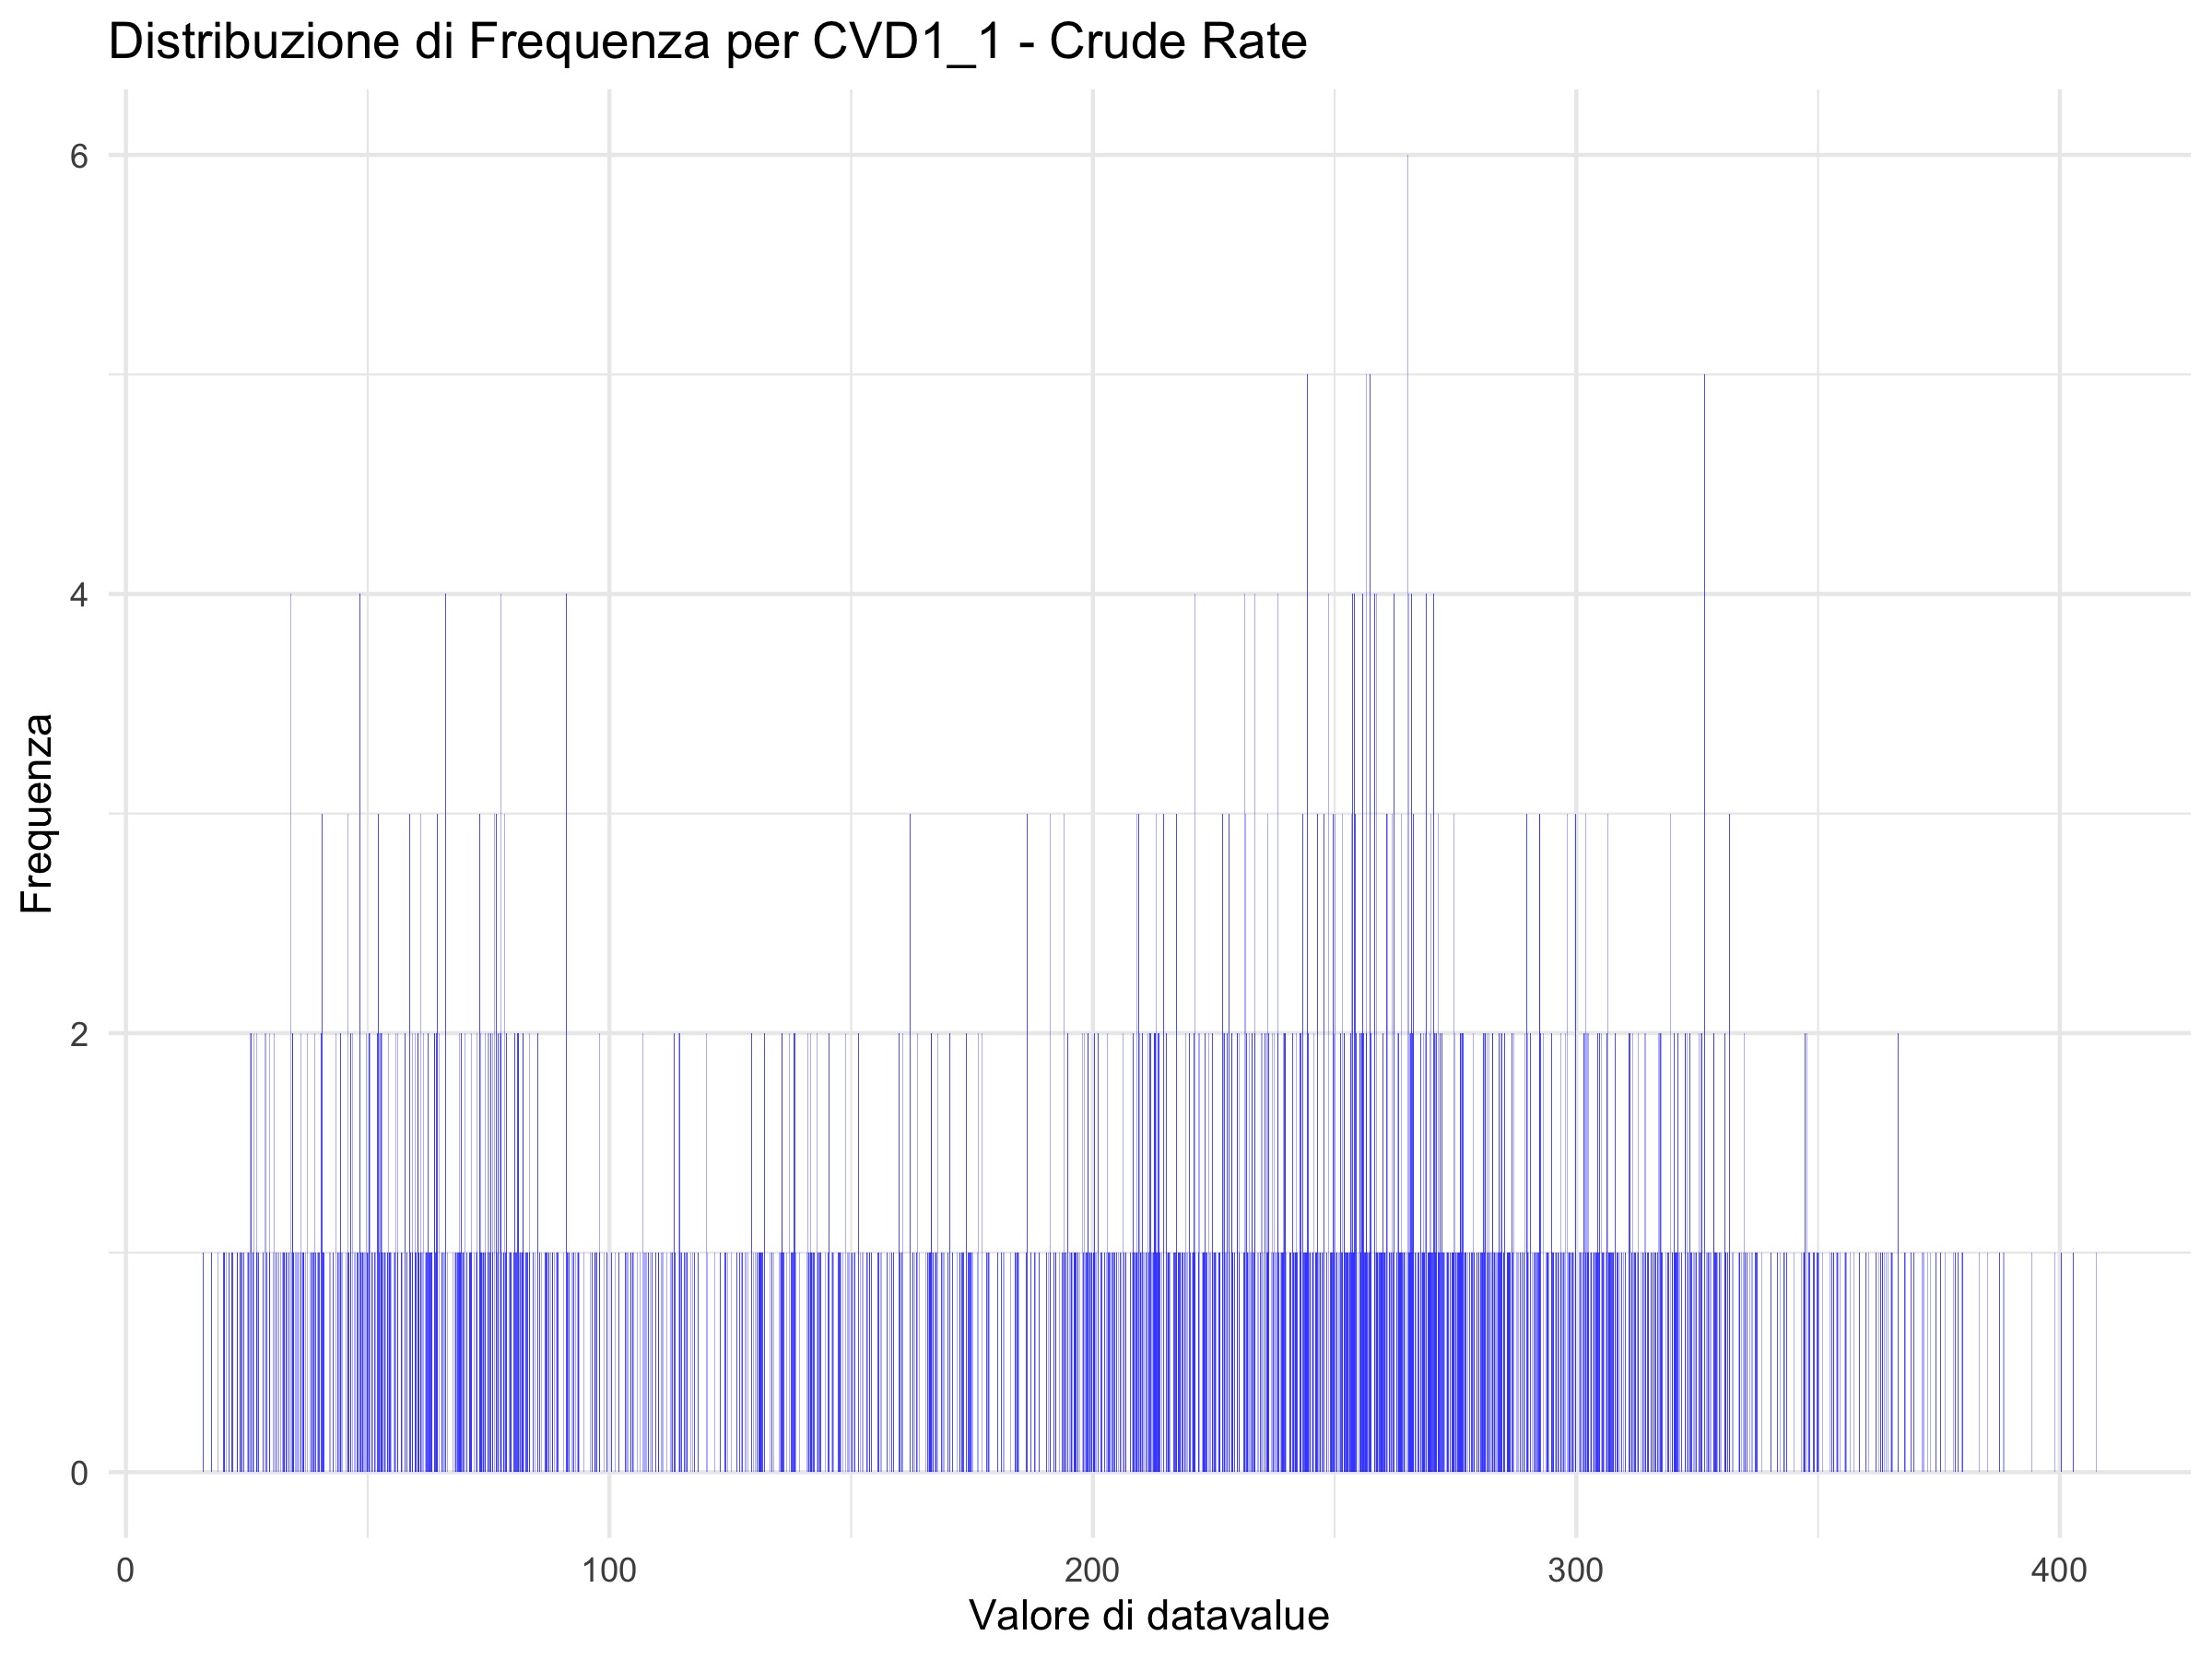 Distribuzione di Frequenza per CVD1_1 - Crude Rate
6
4
2
0
Frequenza
0 100 200 300 400
Valore di datavalue